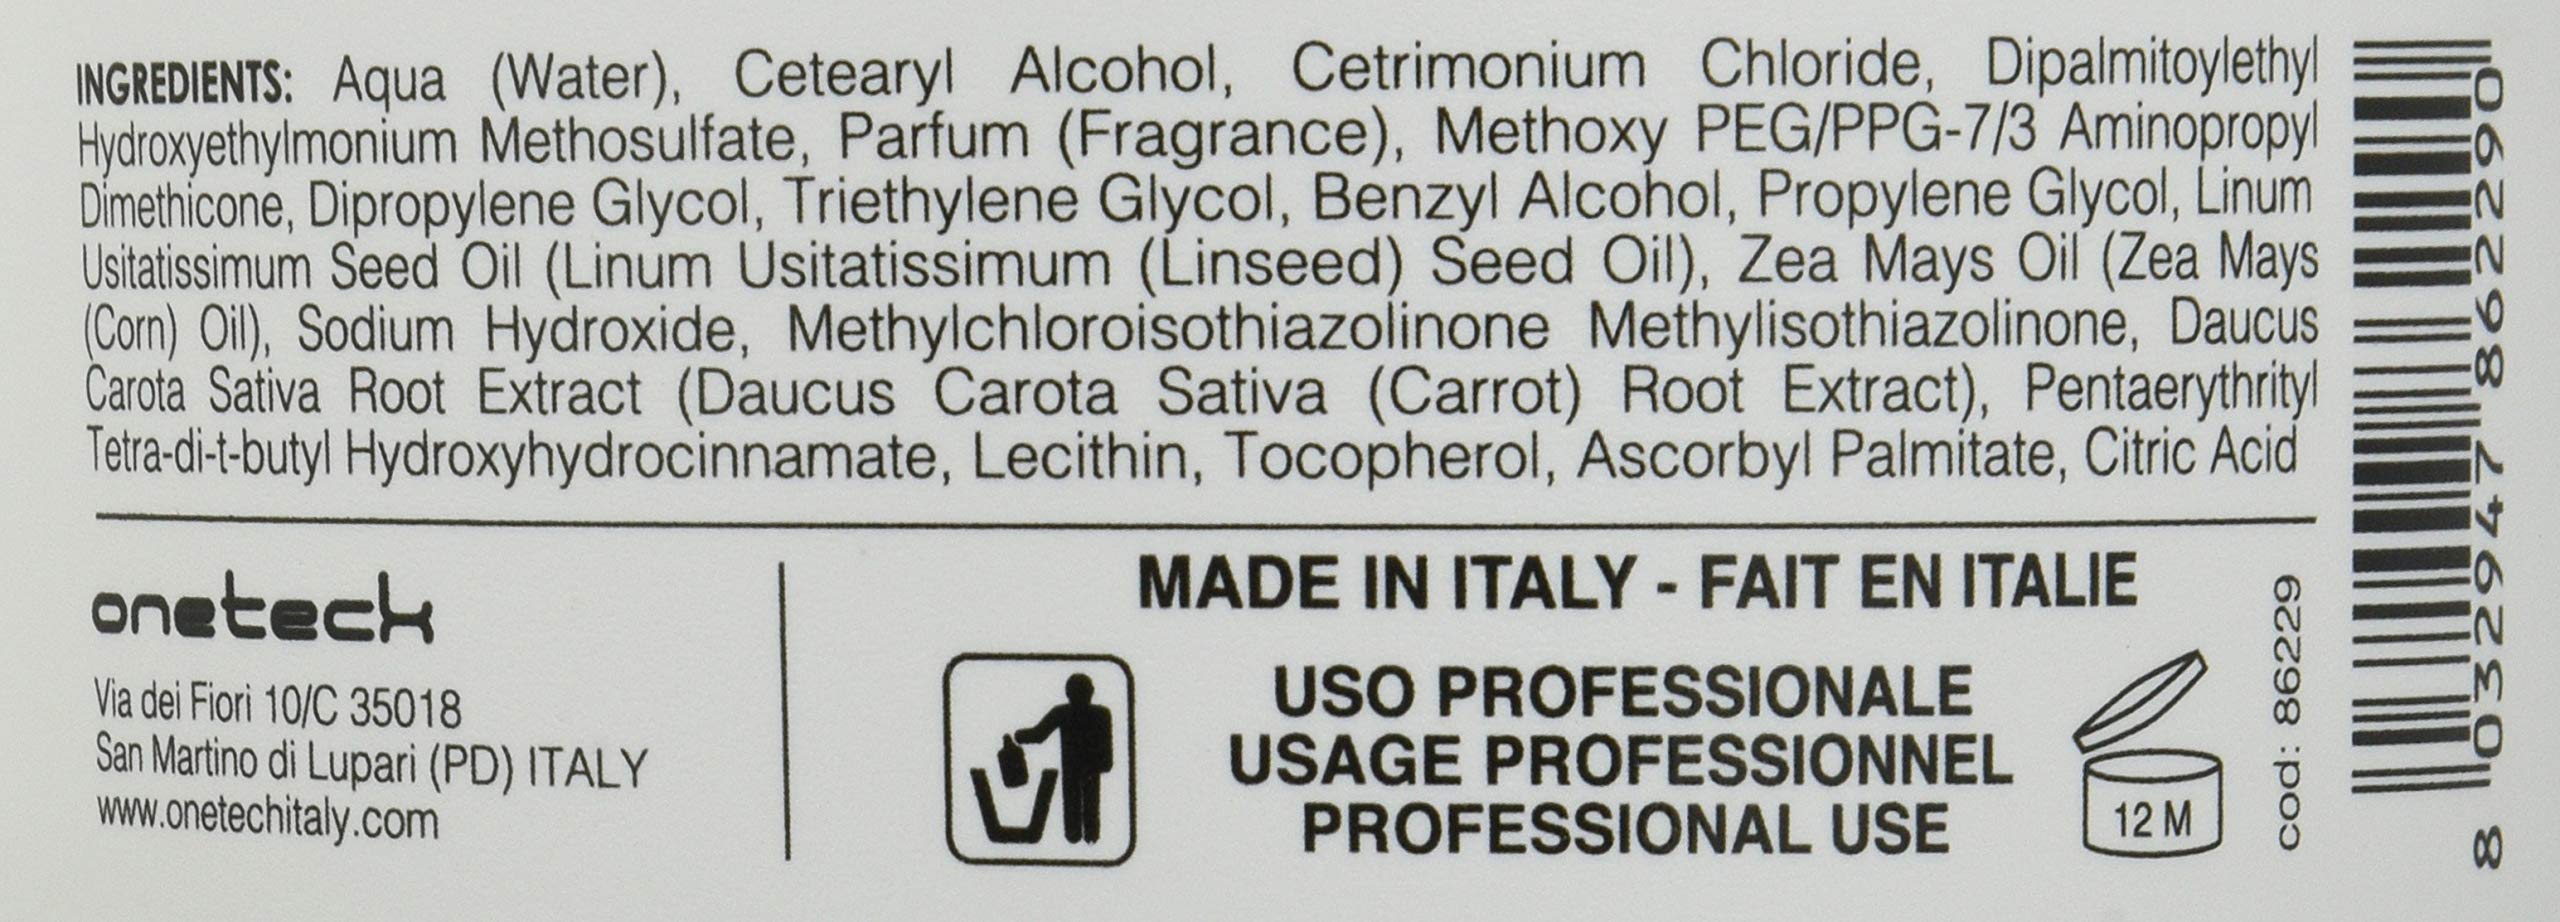 INGREDIENTS: Aqua (Water), Cetearyl Alcohol, Cetrimonium Chloride, Dipalmitoylethyl
Hydroxyethylmonium Methosulfate, Parfum (Fragrance), Methoxy PEG/PPG-7/3 Aminopropyl
Dimethicone, Dipropylene Glycol, Triethylene Glycol, Benzyl Alcohol, Propylene Glycol, Linum
Usitatissimum Seed Oil (Linum Usitatissimum (Linseed) Seed Oil), Zea Mays Oil (Zea Mays
(Corn) Oil), Sodium Hydroxide, Methylchloroisothiazolinone Methylisothiazolinone, Daucus
Carota Sativa Root Extract (Daucus Carota Sativa (Carrot) Root Extract), Pentaerythrityl
Tetra-di-t-butyl Hydroxyhydrocinnamate, Lecithin, Tocopherol, Ascorbyl Palmitate, Citric Acid
oneteck
Via dei Fiori 10/C 35018
San Martino di Lupari (PD) ITALY
www.onetechitaly.com
MADE IN ITALY - FAIT EN ITALIE
USO PROFESSIONALE
USAGE PROFESSIONNEL
PROFESSIONAL USE
12 M
cod: 86229
8 032947 862290